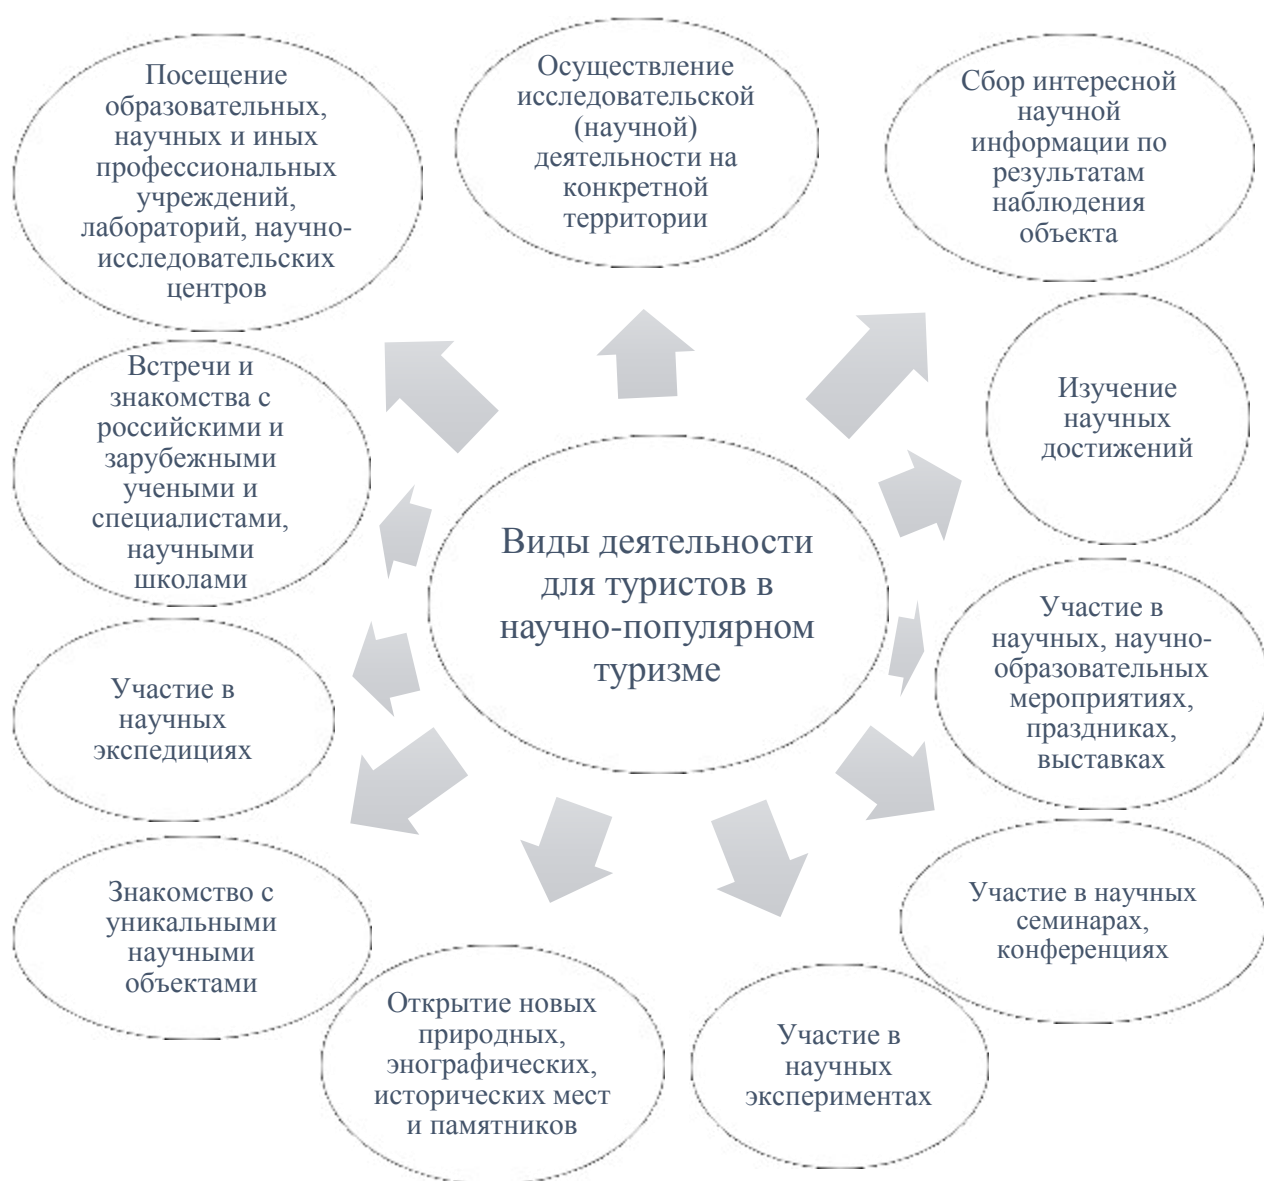 Посещение
образовательных,
научных и иных
профессиональных
учреждений,
лабораторий, научно-
исследовательских
центров
Осуществление
исследовательской
(научной)
деятельности на
конкретной
территории
Сбор интересной
научной
информации по
результатам
наблюдения
объекта
Встречи и
знакомства с
российскими и
зарубежными
учеными и
специалистами,
научными
школами
Изучение
научных
достижений
Виды деятельности
для туристов в
научно-популярном
туризме
Участие в
научных, научно-
образовательных
мероприятиях,
праздниках,
выставках
Участие в
научных
экспедициях
Знакомство с
уникальными
научными
объектами
Участие в научных
семинарах,
конференциях
Открытие новых
природных,
энографических,
исторических мест
и памятников
Участие в
научных
экспериментах